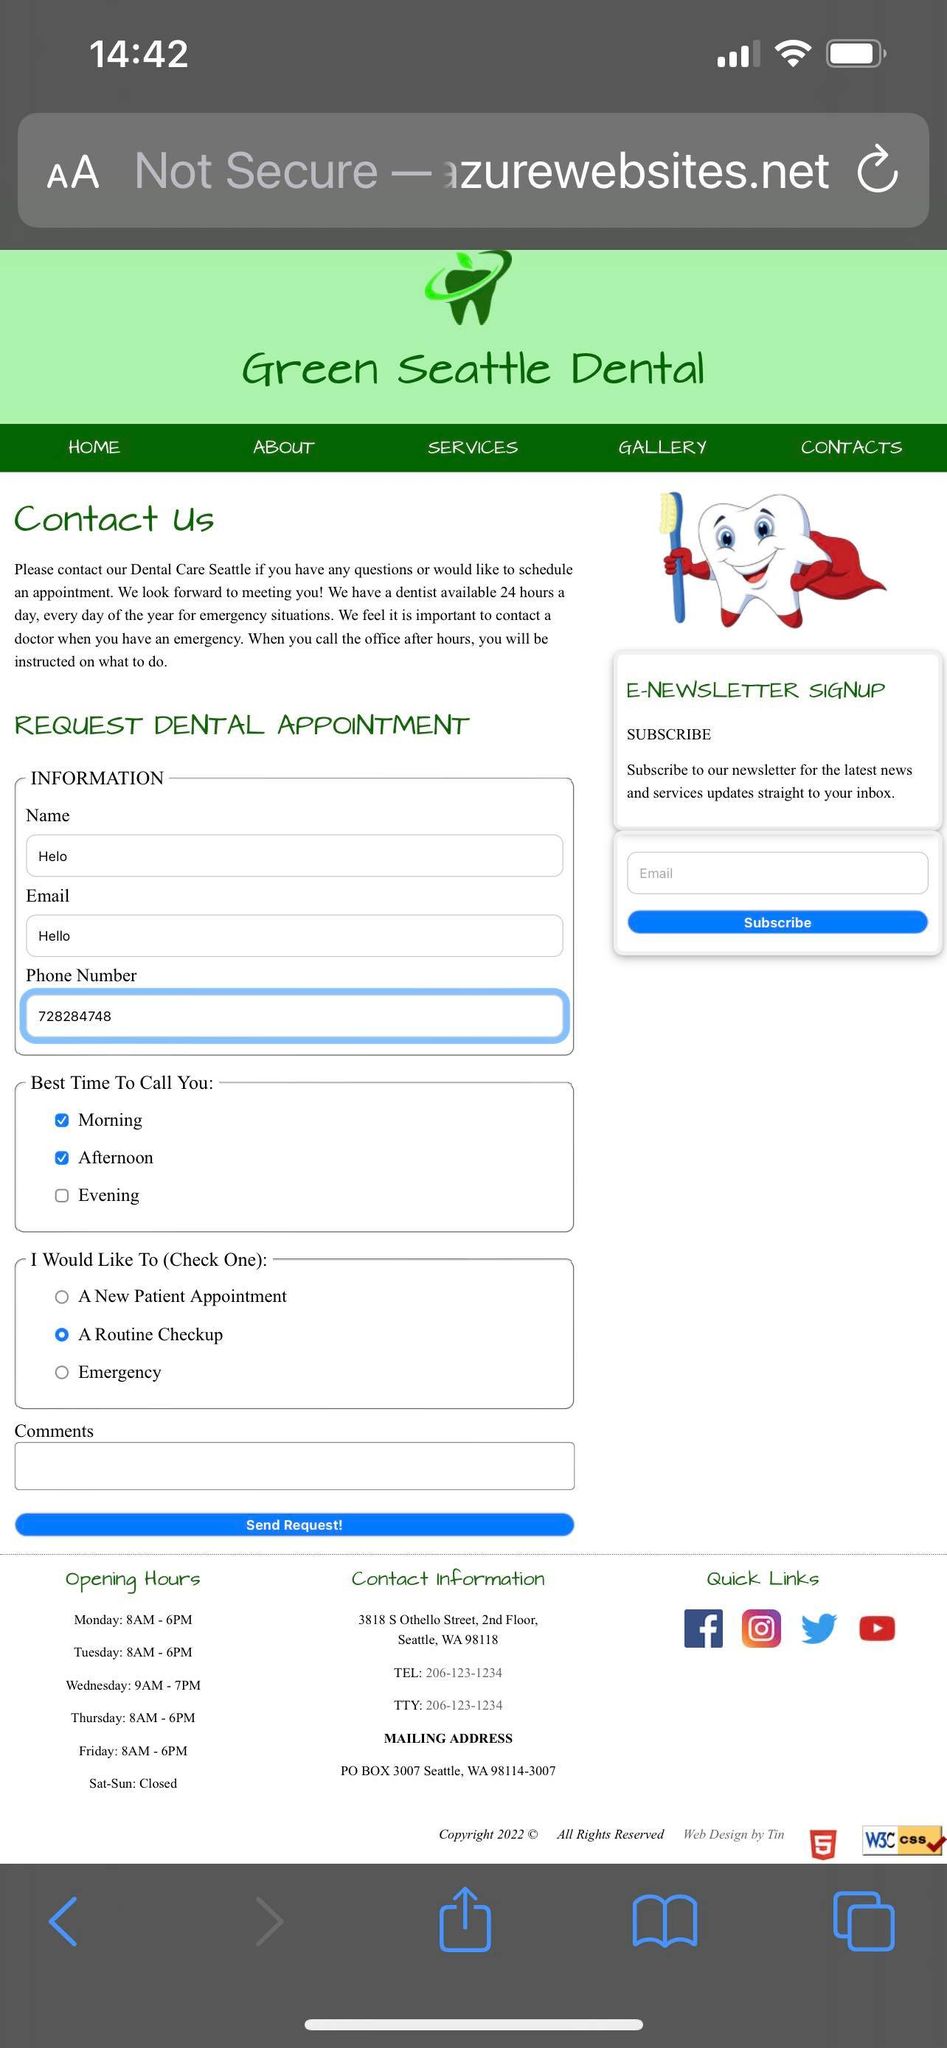 14:42
AA Not Secure — azurewebsites.net
Green Seattle Dental
HOME ABOUT SERVICES GALLERY CONTACTS
Contact Us
Please contact our Dental Care Seattle if you have any questions or would like to schedule
an appointment. We look forward to meeting you! We have a dentist available 24 hours a
day, every day of the year for emergency situations. We feel it is important to contact a
doctor when you have an emergency. When you call the office after hours, you will be
instructed on what to do.
REQUEST DENTAL APPOINTMENT
INFORMATION
Name
Helo
Email
Hello
Phone Number
728284748
Best Time To Call You:
Morning
Afternoon
Evening
I Would Like To (Check One):
A New Patient Appointment
A Routine Checkup
Emergency
Comments
Send Request!
E-NEWSLETTER SIGNUP
SUBSCRIBE
Subscribe to our newsletter for the latest news
and services updates straight to your inbox.
Email
Subscribe
Opening Hours
Monday: 8AM - 6PM
Tuesday: 8AM - 6PM
Wednesday: 9AM - 7PM
Thursday: 8AM - 6PM
Friday: 8AM - 6PM
Sat-Sun: Closed
Contact Information
3818 S Othello Street, 2nd Floor,
Seattle, WA 98118
TEL: 206-123-1234
TTY: 206-123-1234
MAILING ADDRESS
PO BOX 3007 Seattle, WA 98114-3007
Quick Links
Copyright 2022 © All Rights Reserved Web Design by Tin
5
W3C css